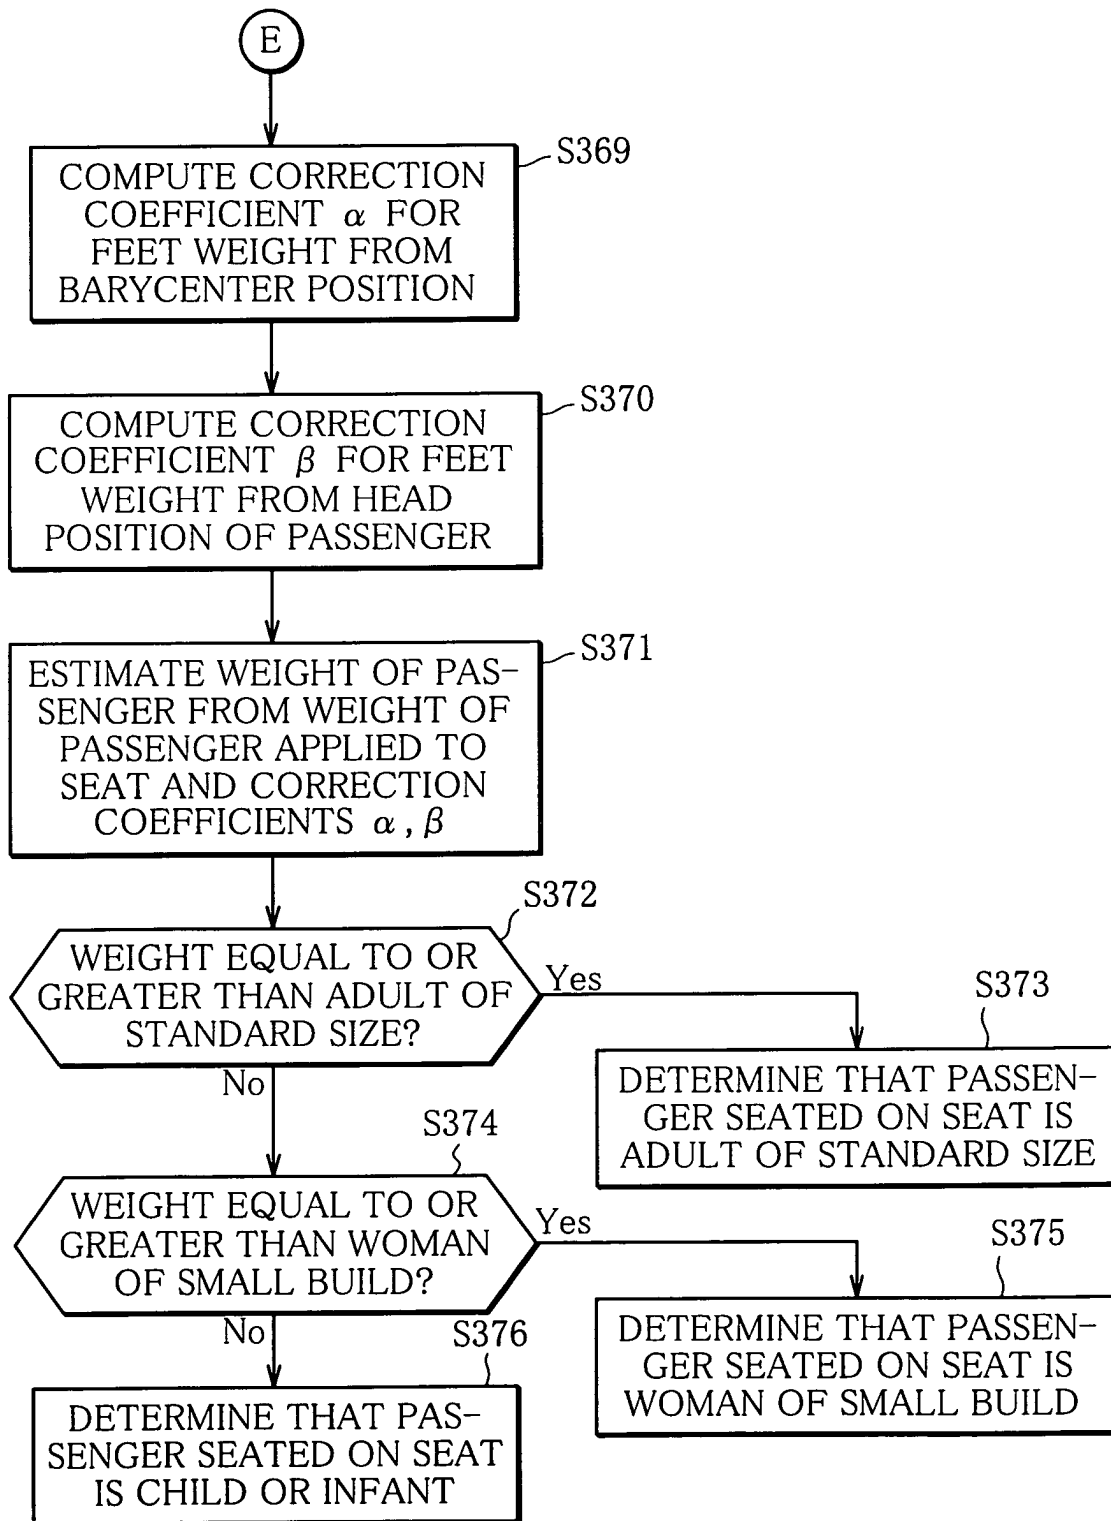 E
S369
COMPUTE CORRECTION
COEFFICIENT α FOR
FEET WEIGHT FROM
BARYCENTER POSITION
S370
COMPUTE CORRECTION
COEFFICIENT β FOR FEET
WEIGHT FROM HEAD
POSITION OF PASSENGER
S371
ESTIMATE WEIGHT OF PAS-
SENGER FROM WEIGHT OF
PASSENGER APPLIED TO
SEAT AND CORRECTION
COEFFICIENTS α, β
S372
WEIGHT EQUAL TO OR
GREATER THAN ADULT OF
STANDARD SIZE?
Yes
No
S373
DETERMINE THAT PASSEN-
GER SEATED ON SEAT IS
ADULT OF STANDARD SIZE
S374
WEIGHT EQUAL TO OR
GREATER THAN WOMAN
OF SMALL BUILD?
Yes
No
S375
DETERMINE THAT PASSEN-
GER SEATED ON SEAT IS
WOMAN OF SMALL BUILD
S376
DETERMINE THAT PAS-
SENGER SEATED ON SEAT
IS CHILD OR INFANT